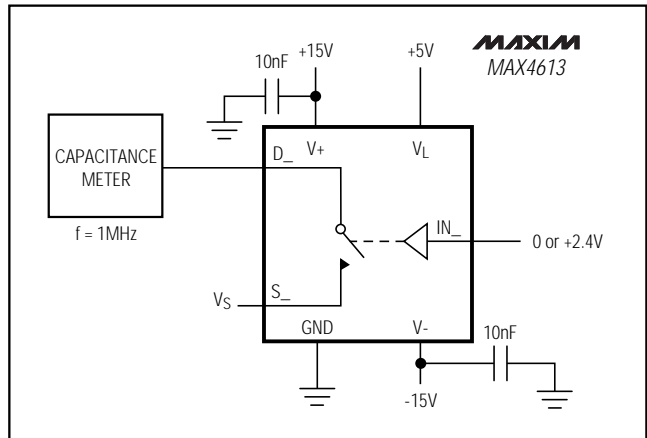 MAXIM
MAX4613
+15V
+5V
10nF
V+
VL
D_
CAPACITANCE
METER
f = 1MHz
IN_
0 or +2.4V
VS
S_
GND
V-
10nF
-15V